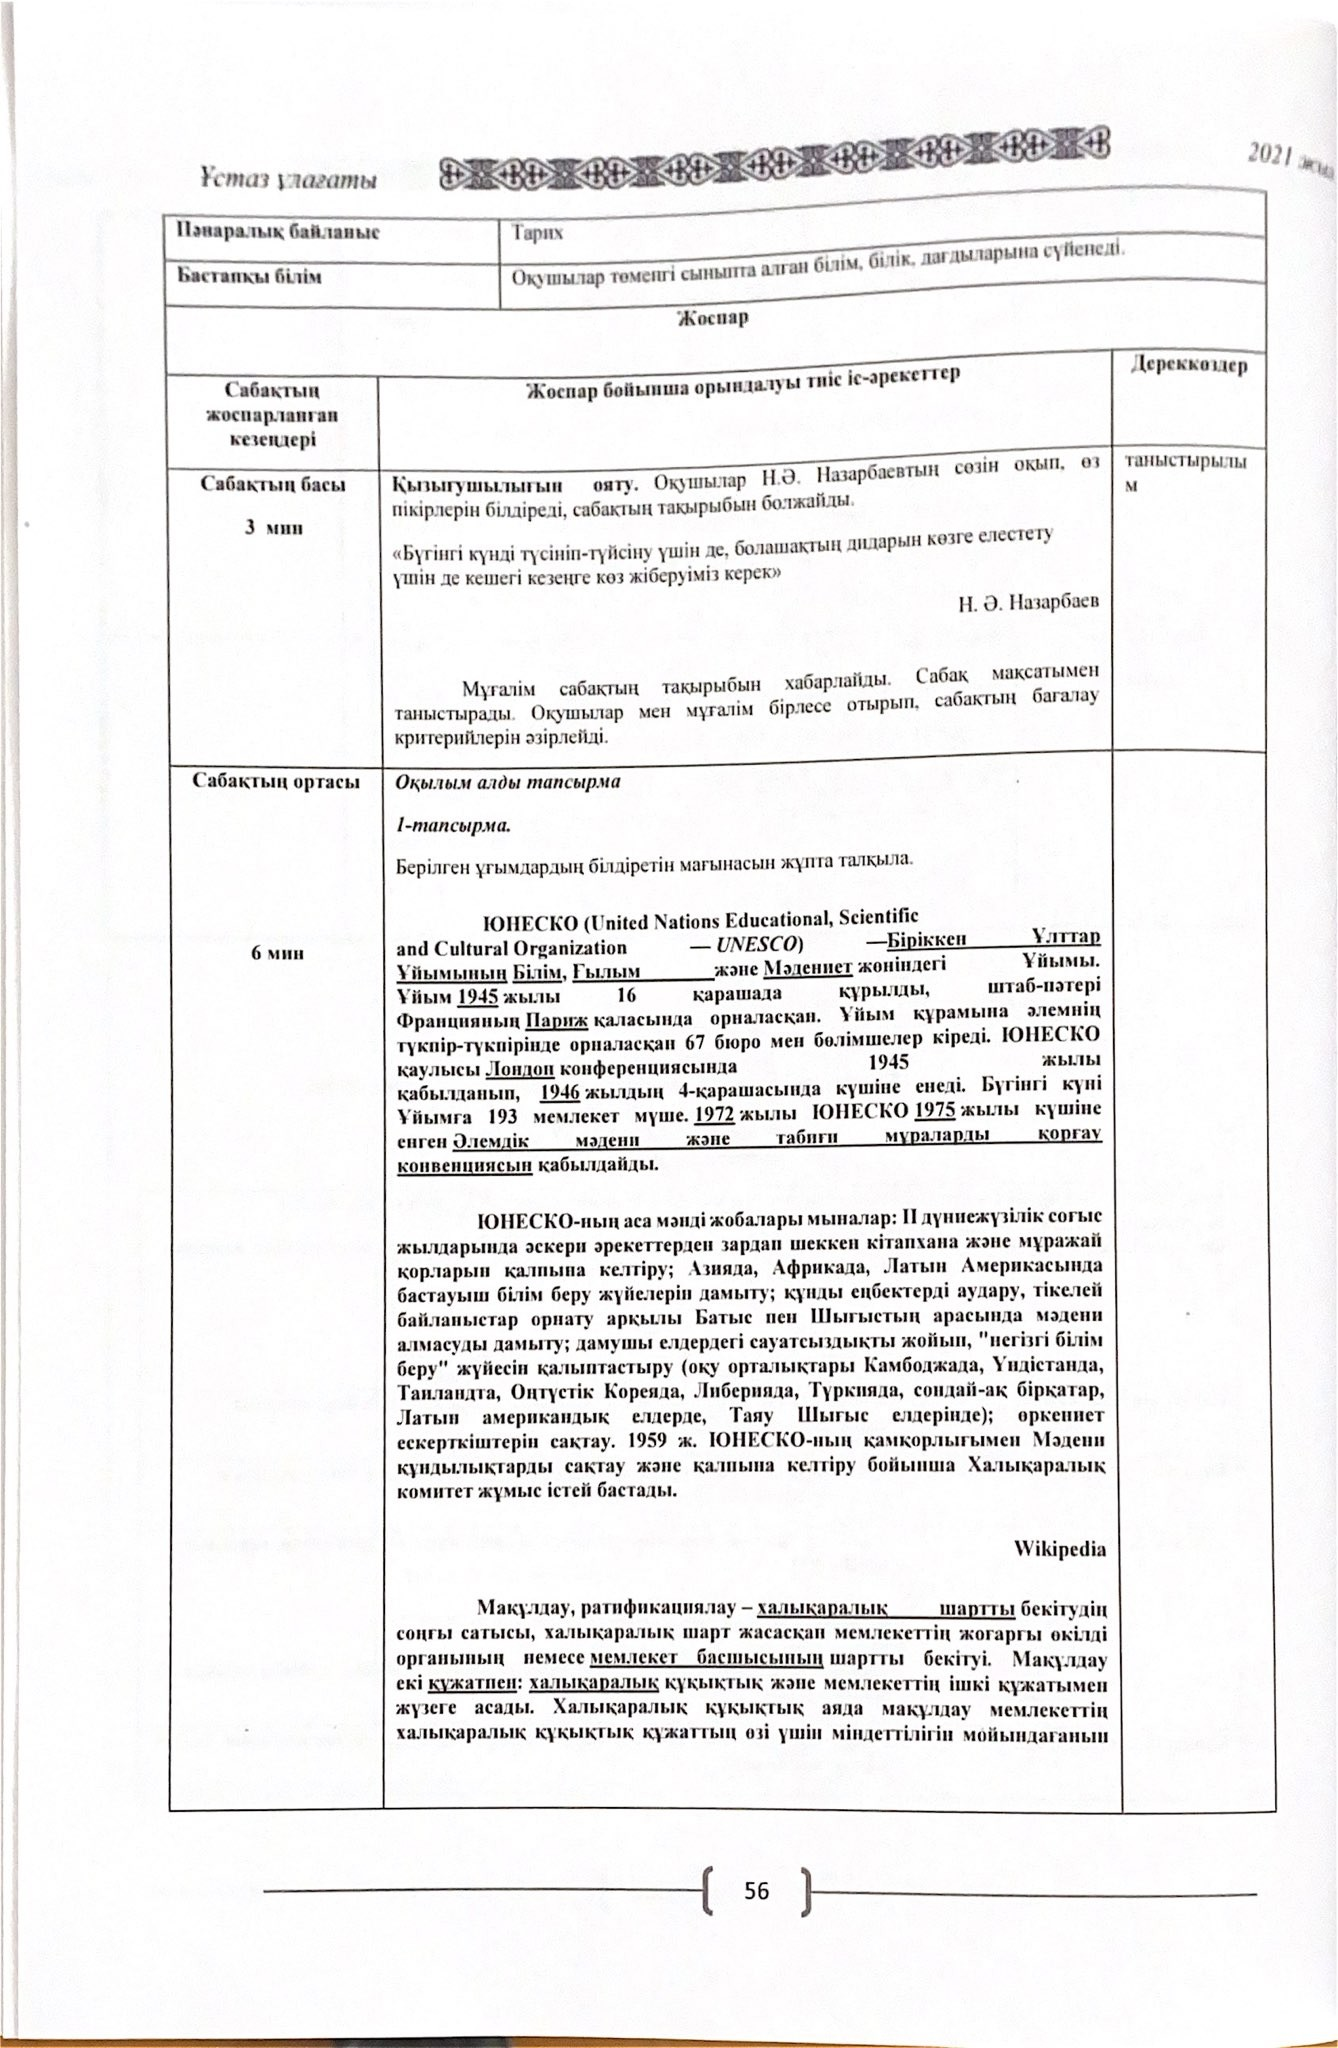 Ұстаз ұлағаты
2021 жыл
Пәнаралық байланыс
Тарих
Бастапқы білім
Оқушылар төменгі сыныпта алған білім, білік, дағдыларына сүйенеді.
Жоспар
Сабақтың
жоспарланған
кезеңдері
Жоспар бойынша орындалуы тиіс іс-әрекеттер
Дереккөздер
Сабақтың басы
3 мин
Қызығушылығын ояту. Оқушылар Н.Ә. Назарбаевтың сөзін оқып, өз
пікірлерін білдіреді, сабақтың тақырыбын болжайды.
«Бүгінгі күнді түсініп-түйсіну үшін де, болашақтың дидарын көзге елестету
үшін де кешегі кезеңге көз жіберуіміз керек»
Н. Ә. Назарбаев
Мұғалім сабақтың тақырыбын хабарлайды. Сабақ мақсатымен
таныстырады. Оқушылар мен мұғалім бірлесе отырып, сабақтың бағалау
критерийлерін әзірлейді.
таныстырылы
м
Сабақтың ортасы
6 мин
Оқылым алды тапсырма
1-тапсырма.
Берілген ұғымдардың білдіретін мағынасын жұпта талқыла.
ЮНЕСКО (United Nations Educational, Scientific
and Cultural Organization — UNESCO) —Біріккен Ұлттар
Ұйымының Білім, Ғылым және Мәдениет жөніндегі Ұйымы.
Ұйым 1945 жылы 16 қарашада құрылды, штаб-пәтері
Францияның Париж қаласында орналасқан. Ұйым құрамына әлемнің
түкпір-түкпірінде орналасқан 67 бюро мен бөлімшелер кіреді. ЮНЕСКО
қаулысы Лондон конференциясында 1945 жылы
қабылданып, 1946 жылдың 4-қарашасында күшіне енеді. Бүгінгі күні
Ұйымға 193 мемлекет мүше. 1972 жылы ЮНЕСКО 1975 жылы күшіне
енген Әлемдік мәдени және табиғи мұраларды қорғау
конвенциясын қабылдайды.
ЮНЕСКО-ның аса мәнді жобалары мыналар: II дүниежүзілік соғыс
жылдарында әскери әрекеттерден зардап шеккен кітапхана және мұражай
қорларын қалпына келтіру; Азияда, Африкада, Латын Америкасында
бастауыш білім беру жүйелерін дамыту; құнды еңбектерді аудару, тікелей
байланыстар орнату арқылы Батыс пен Шығыстың арасында мәдени
алмасуды дамыту; дамушы елдердегі сауатсыздықты жойып, "негізгі білім
беру" жүйесін қалыптастыру (оқу орталықтары Камбоджада, Үндістанда,
Таиландта, Оңтүстік Кореяда, Либерияда, Түркияда, сондай-ақ бірқатар,
Латын американдық елдерде, Таяу Шығыс елдерінде); өркениет
ескерткіштерін сақтау. 1959 ж. ЮНЕСКО-ның қамқорлығымен Мәдени
құндылықтарды сақтау және қалпына келтіру бойынша Халықаралық
комитет жұмыс істей бастады.
Wikipedia
Мақұлдау, ратификациялау – халықаралық шартты бекітудің
соңғы сатысы, халықаралық шарт жасасқан мемлекеттің жоғарғы өкілді
органының немесе мемлекет басшысының шартты бекітуі. Мақұлдау
екі құжатпен: халықаралық құқықтық және мемлекеттің ішкі құжатымен
жүзеге асады. Халықаралық құқықтық аяда мақұлдау мемлекеттің
халықаралық құқықтық құжаттың өзі үшін міндеттілігін мойындағанын
56